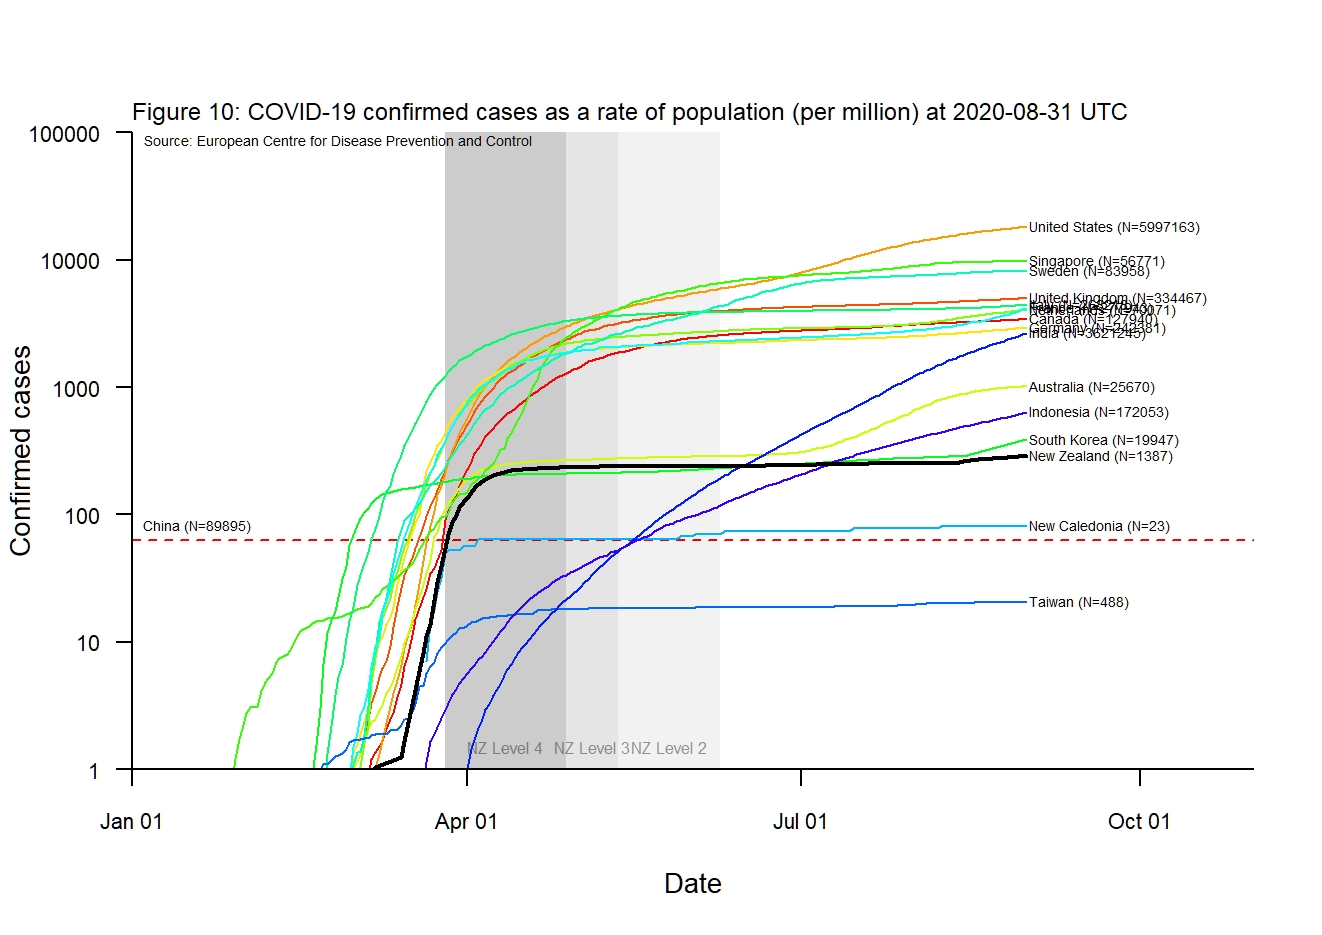 Figure 10: COVID-19 confirmed cases as a rate of population (per million) at 2020-08-31 UTC
Source: European Centre for Disease Prevention and Control
Confirmed cases
100000
10000
1000
100
10
1
United States (N=5997163)
Singapore (N=56771)
Sweden (N=83958)
United Kingdom (N=334467)
Netherlands
Canada (N=127940)
Germany (N=242381)
India (N=3621245)
Australia (N=25670)
Indonesia (N=172053)
South Korea (N=19947)
New Zealand (N=1387)
China (N=89895)
New Caledonia (N=23)
Taiwan (N=488)
NZ Level 4
NZ Level 3
NZ Level 2
Jan 01
Apr 01
Jul 01
Oct 01
Date